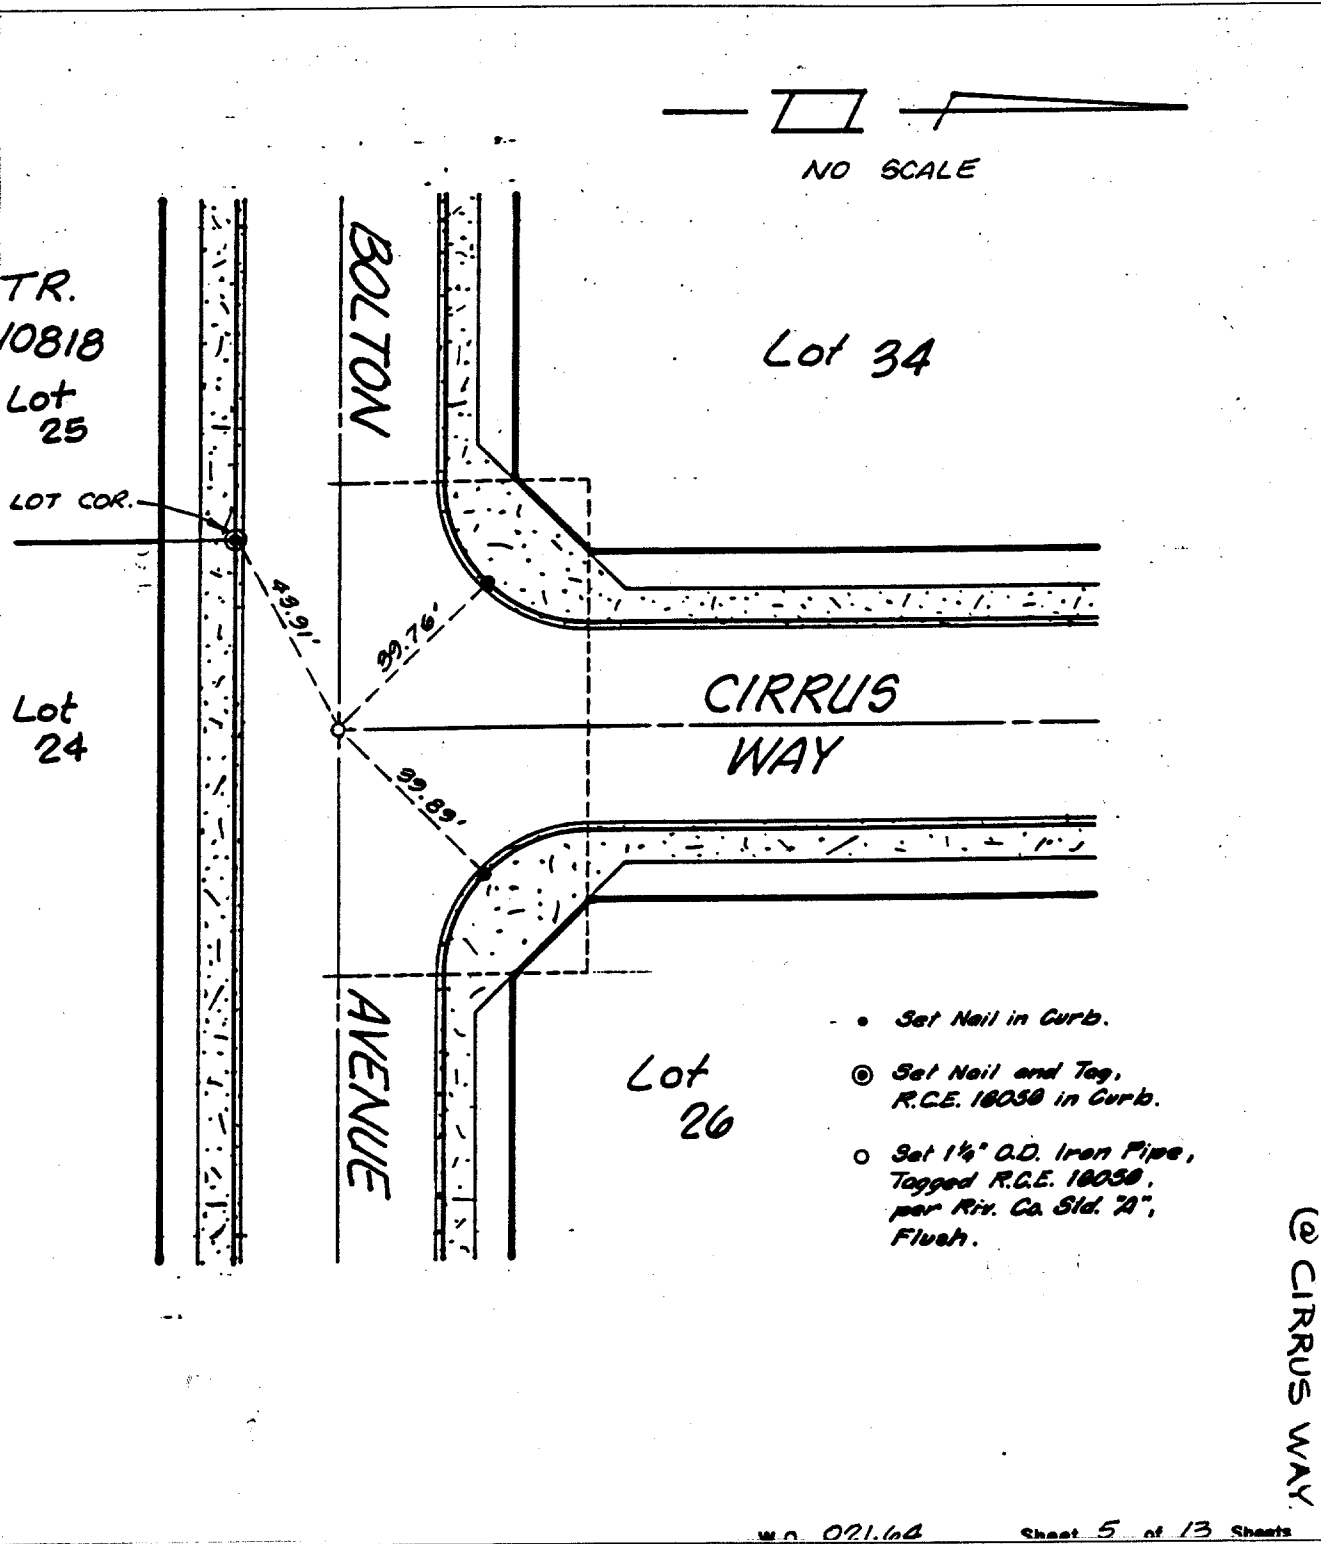 NO SCALE
TR.
10818
Lot
25
LOT COR.
Lot
24
BOLTON
AVENUE
Lot 34
43.91'
39.76'
39.89'
CIRRUS
WAY
Lot
26
Set Nail in Curb.
Set Nail and Tag,
R.C.E. in Curb.
Set 1¼" O.D. Iron Pipe,
Tagged R.C.E.
per Riv. Co. Std. "A",
Flush.
@ CIRRUS WAY.
W.O. 021.64
Sheet 5 of 13 Sheets